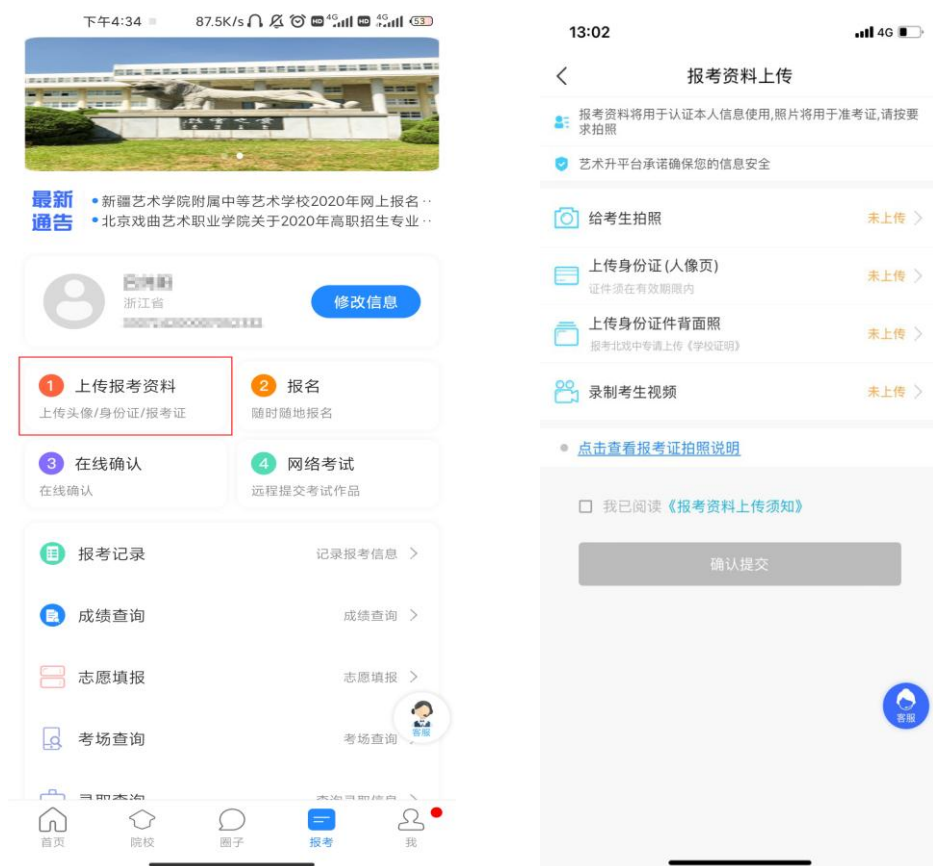 下午4:34
87.5K/s
HD 4G HD 4G 53
最新
通告
新疆艺术学院附属中等艺术学校2020年网上报名··
北京戏曲艺术职业学院关于2020年高职招生专业··
浙江省
修改信息
1 上传报考资料
上传头像/身份证/报考证
2 报名
随时随地报名
3 在线确认
在线确认
4 网络考试
远程提交考试作品
报考记录
记录报考信息
成绩查询
成绩查询
志愿填报
志愿填报
客服
考场查询
考场查询
录取查询
查询录取信息
首页
院校
圈子
报考
我
13:02
4G
报考资料上传
报考资料将用于认证本人信息使用,照片将用于准考证,请按要
求拍照
艺术升平台承诺确保您的信息安全
给考生拍照
未上传
上传身份证(人像页)
证件须在有效期限内
未上传
上传身份证件背面照
报考北戏中专请上传《学校证明》
未上传
录制考生视频
未上传
点击查看报考证拍照说明
我已阅读《报考资料上传须知》
确认提交
客服